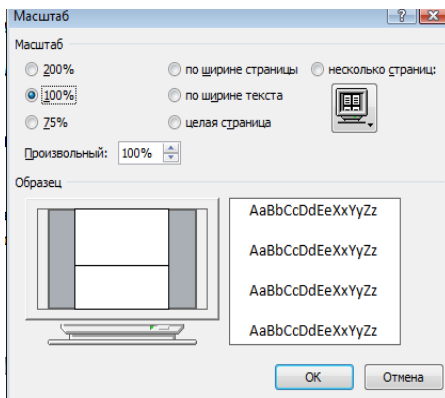 Масштаб
Масштаб
200% по ширине страницы несколько страниц:
100% по ширине текста
75% целая страница
Произвольный: 100%
Образец
AaBbCcDdEeXxYyZz
AaBbCcDdEeXxYyZz
AaBbCcDdEeXxYyZz
AaBbCcDdEeXxYyZz
ОК Отмена